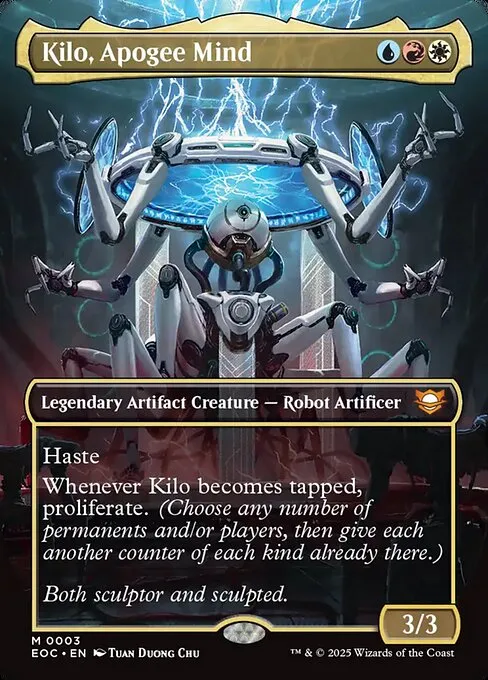 Kilo, Apogee Mind
Legendary Artifact Creature — Robot Artificer
Haste
Whenever Kilo becomes tapped,
proliferate. (Choose any number of
permanents and/or players, then give each
another counter of each kind already there.)
Both sculptor and sculpted.
3/3
M 0003
EOC • EN Tuan Duong Chu
™ & © 2025 Wizards of the Coast